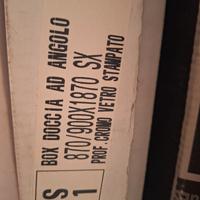 BOX DOCCIA AD ANGOLO
870/900X1870 SX
PROF.CROMO VETRO STAMPATO
S
1